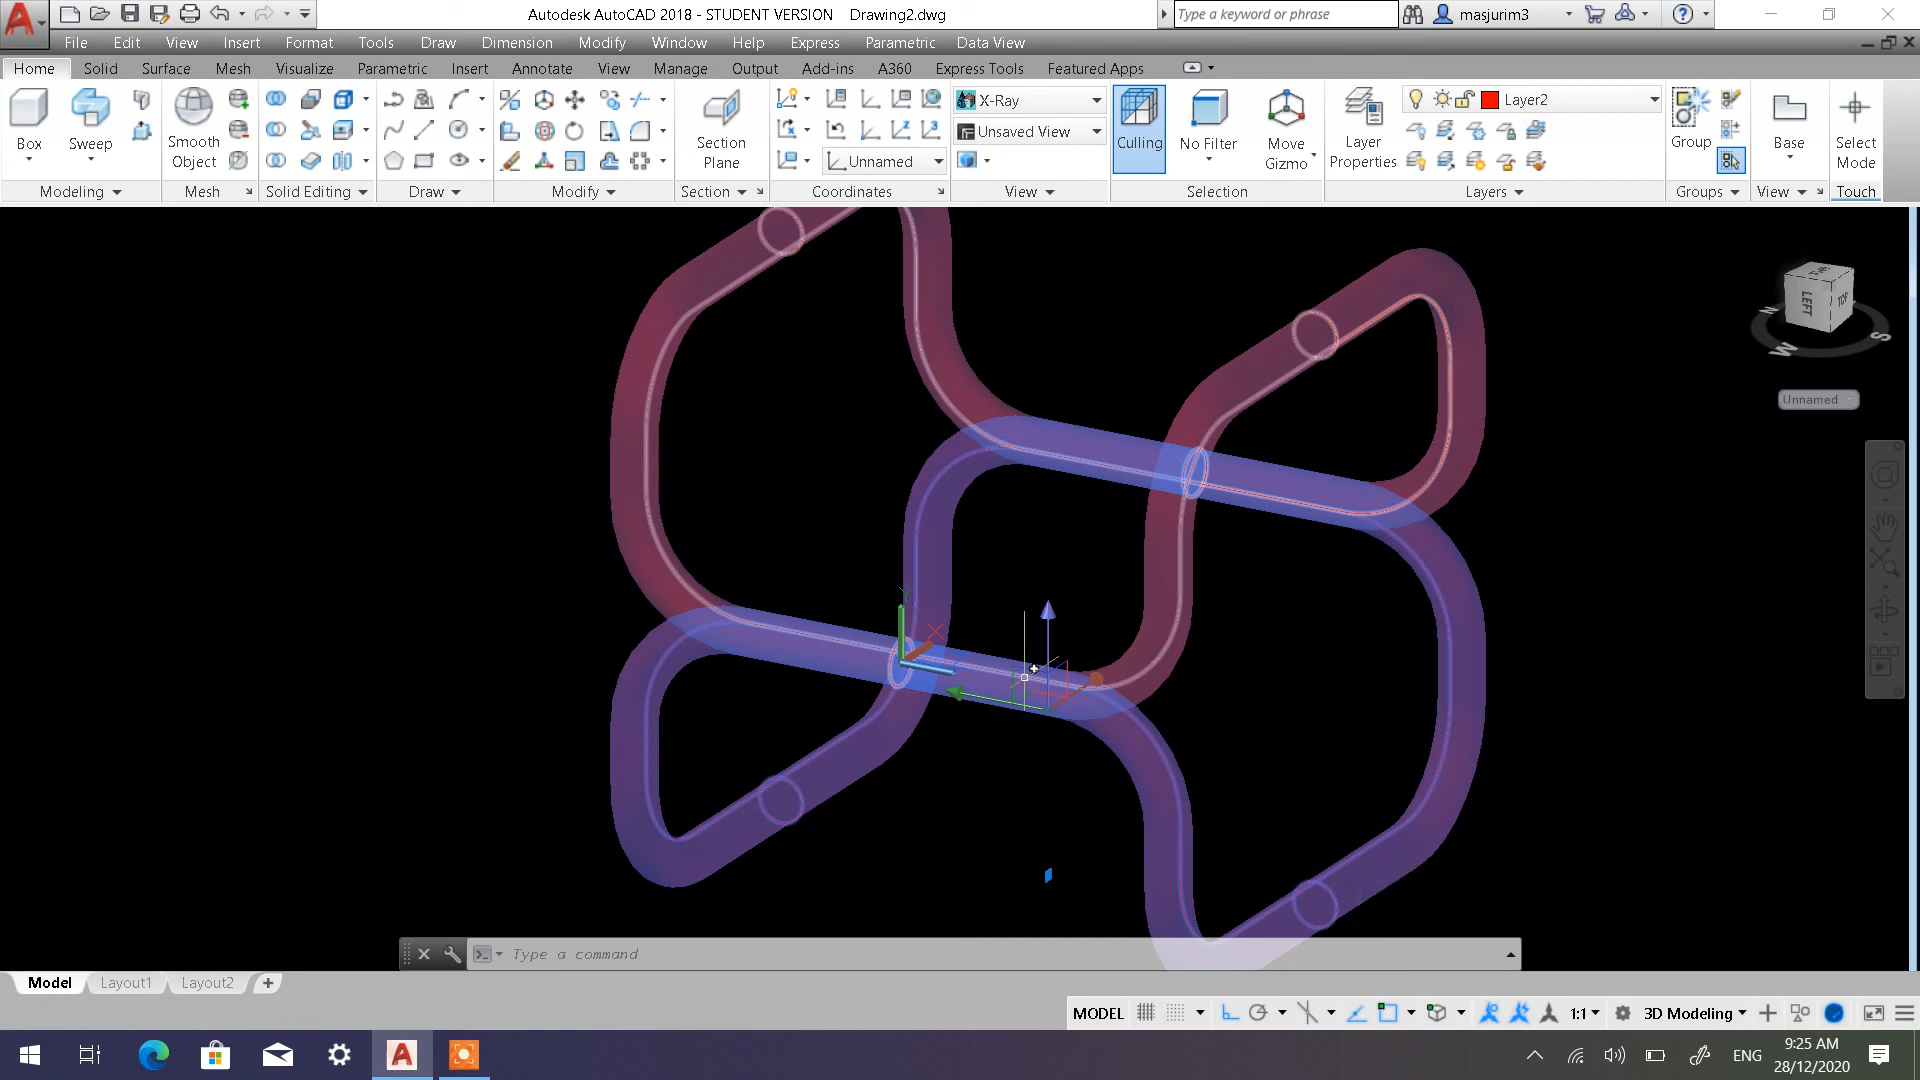 Autodesk AutoCAD 2018 - STUDENT VERSION    Drawing2.dwg
Type a keyword or phrase
masjurim3
File Edit View Insert Format Tools Draw Dimension Modify Window Help Express Parametric Data View
Home Solid Surface Mesh Visualize Parametric Insert Annotate View Manage Output Add-ins A360 Express Tools Featured Apps
Box
Sweep
Smooth Object
Section Plane
Unnamed
X-Ray
Unsaved View
Culling
No Filter
Move Gizmo
Layer Properties
Layer2
Group
Base
Select Mode
Modeling Mesh Solid Editing Draw Modify Section Coordinates View Selection Layers Groups View Touch
LEFT
TOP
N
W
S
Unnamed
Y
X
Type a command
Model Layout1 Layout2
MODEL
1:1
3D Modeling
ENG
9:25 AM
28/12/2020